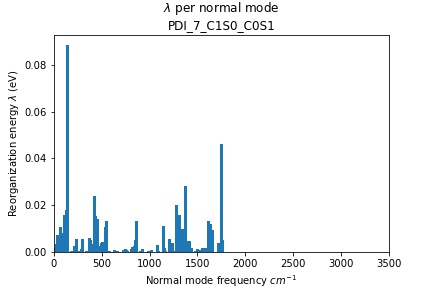 λ per normal mode
PDI_7_C1S0_C0S1
Reorganization energy λ (eV)
0.08
0.06
0.04
0.02
0.00
0 500 1000 1500 2000 2500 3000 3500
Normal mode frequency cm⁻¹